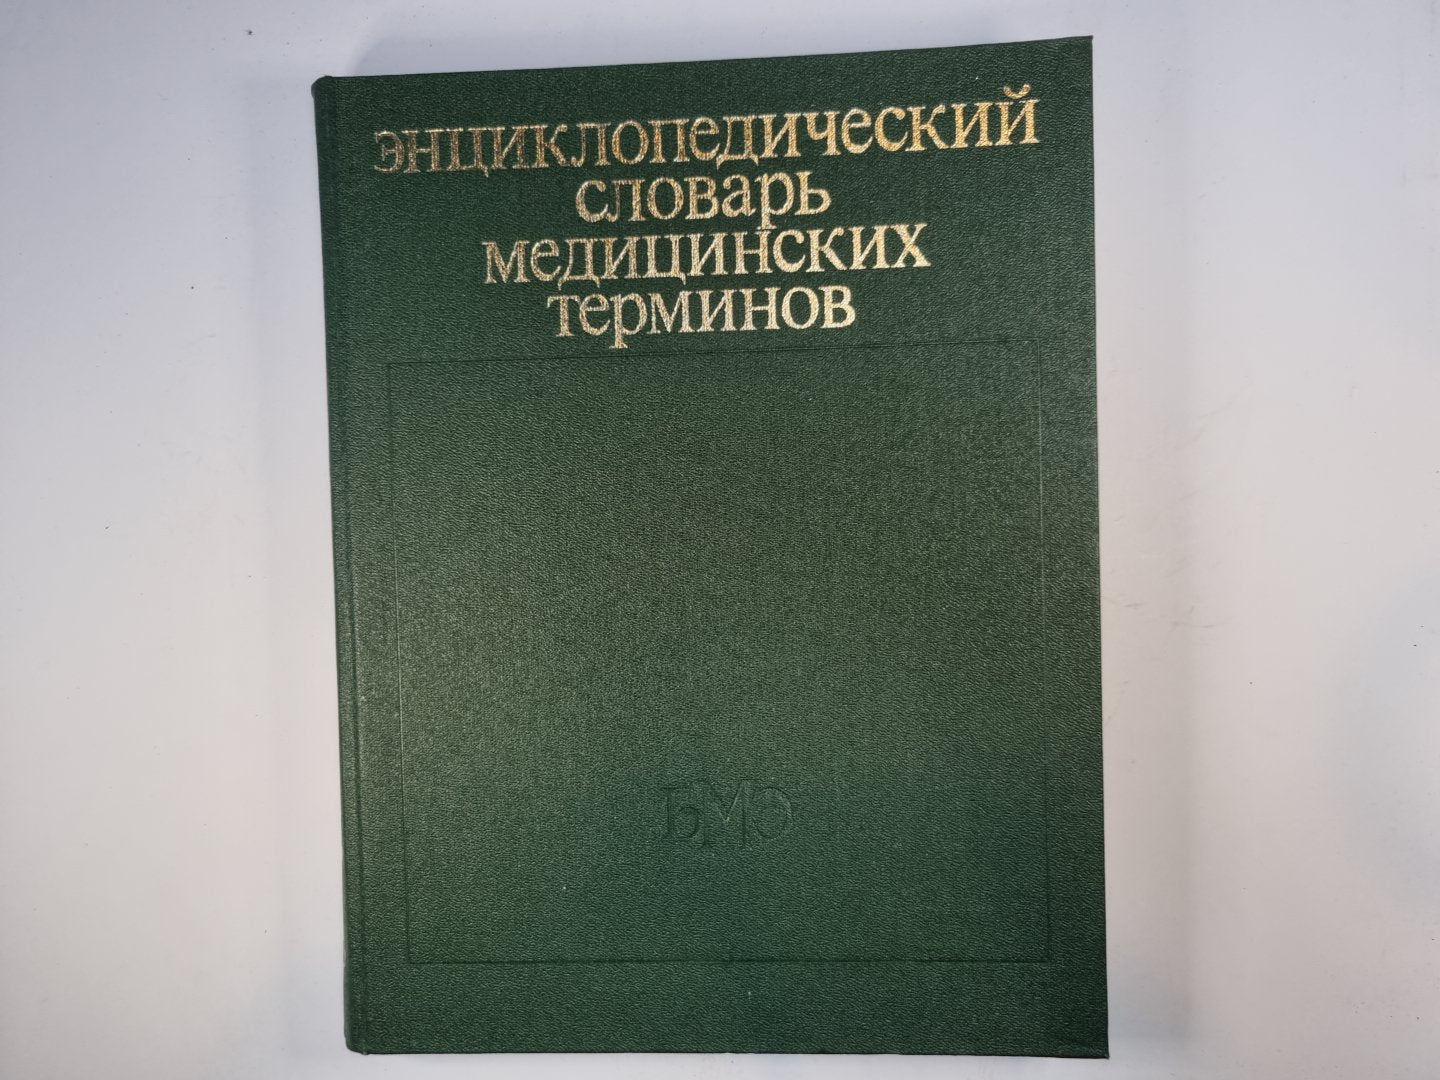 энциклопедический
словарь
медицинских
терминов
БМЭ